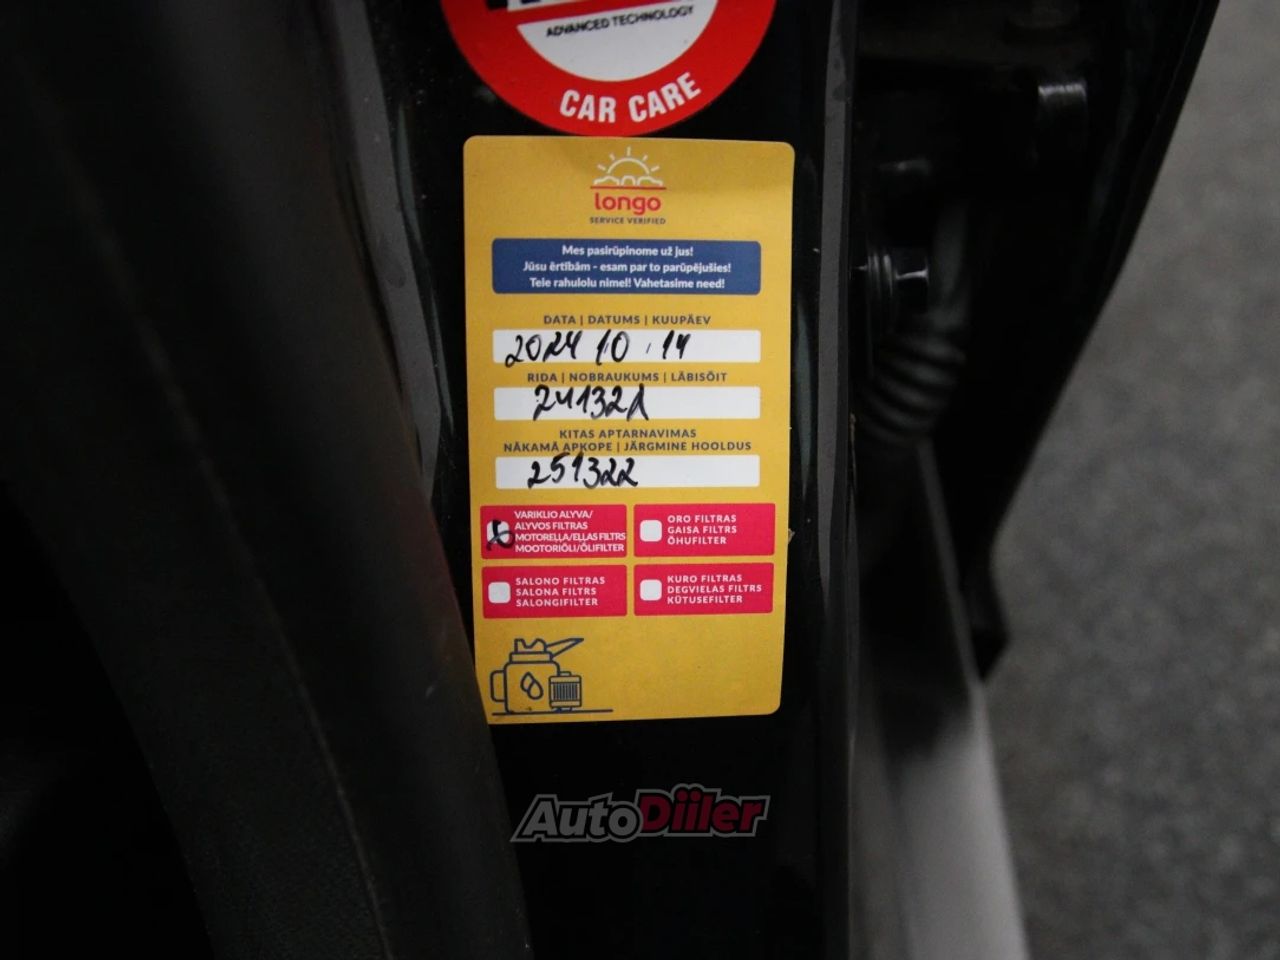 ADVANCED TECHNOLOGY
CAR CARE
longo
SERVICE VERIFIED
Mes pasirūpinome už jus!
Jūsu ērtībām - esam par to parūpējušies!
Teie rahulolu nimel! Vahetasime need!
DATA | DATUMS | KUUPÄEV
2024 10 . 14
RIDA | NOBRAUKUMS | LÄBISÕIT
KITAS APTARNAVIMAS
NĀKAMĀ APKOPE | JÄRGMINE HOOLDUS
251322
VARIKLIO ALYVA/
ALYVOS FILTRAS
MOTOREĻĻA/EĻĻAS FILTRS
MOOTORIÕLI/ÕLIFILTER
ORO FILTRAS
GAISA FILTRS
ÕHUFILTER
SALONO FILTRAS
SALONA FILTRS
SALONGIFILTER
KURO FILTRAS
DEGVIELAS FILTRS
KÜTUSEFILTER
AutoDiiler